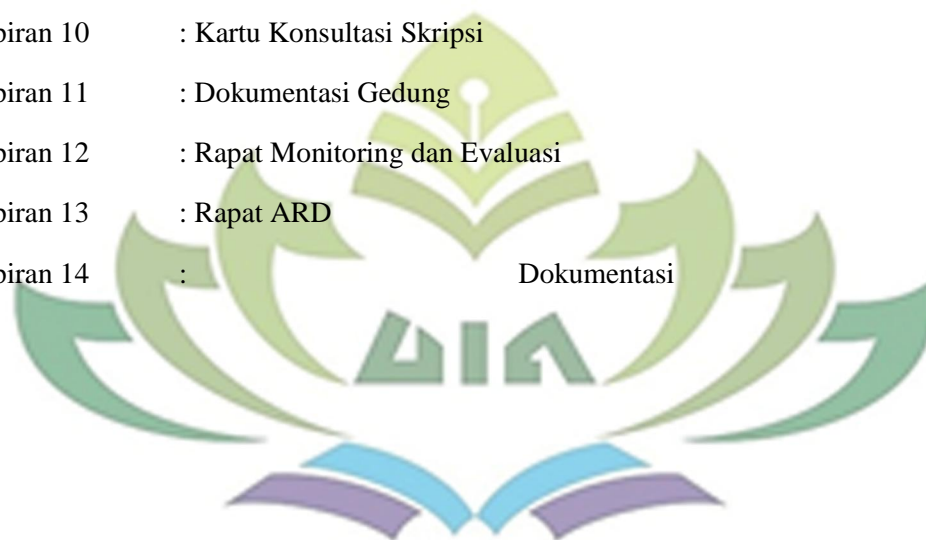 piran 10 : Kartu Konsultasi Skripsi
piran 11 : Dokumentasi Gedung
piran 12 : Rapat Monitoring dan Evaluasi
piran 13 : Rapat ARD
piran 14 : Dokumentasi
UIN